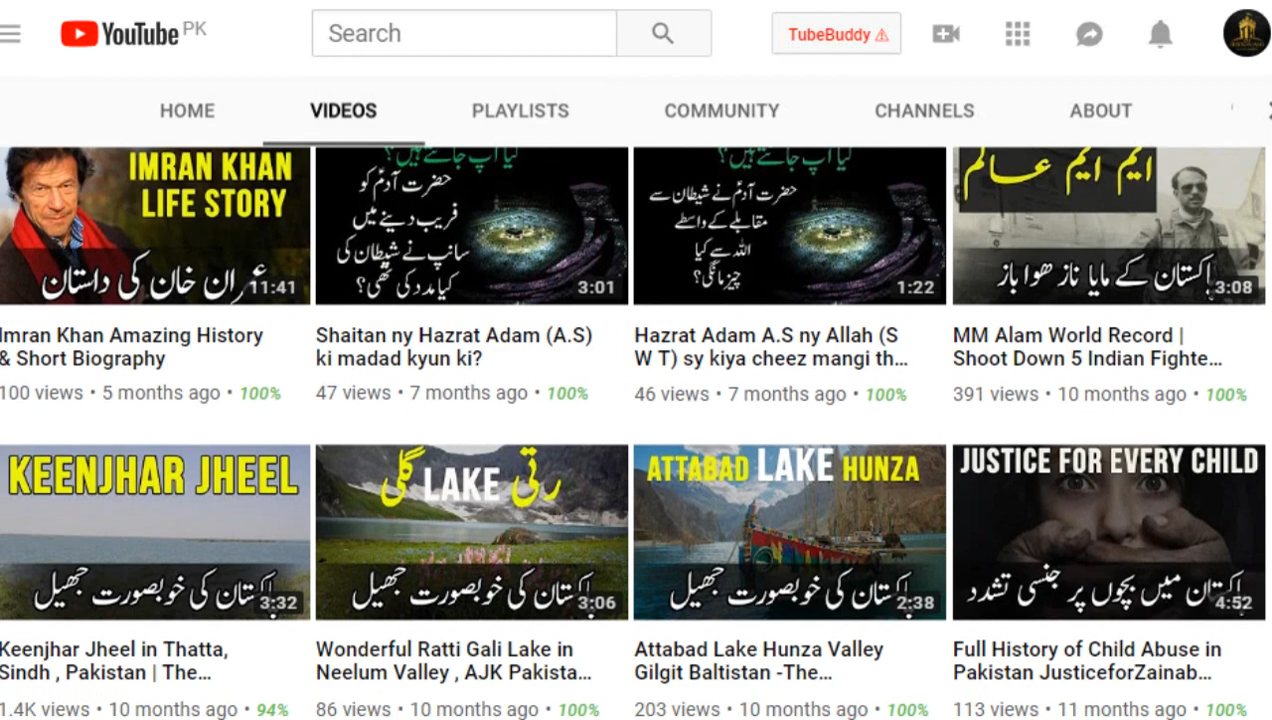 YouTube PK
Search
TubeBuddy
HOME
VIDEOS
PLAYLISTS
COMMUNITY
CHANNELS
ABOUT
IMRAN KHAN
LIFE STORY
ان خان کی داستان
11:41
کیا آپ جانتے ہیں؟
حضرت آدمؑ کو
فریب دینے میں
سانپ نے شیطان کی
کیا مدد کی تھی؟
3:01
کیا آپ جانتے ہیں؟
حضرت آدمؑ نے شیطان سے
مقابلے کے واسطے
اللہ سے کیا
چیز مانگی؟
1:22
ایم ایم عالم
پاکستان کے مایا ناز ھوا باز
3:08
Imran Khan Amazing History
& Short Biography
100 views • 5 months ago • 100%
Shaitan ny Hazrat Adam (A.S)
ki madad kyun ki?
47 views • 7 months ago • 100%
Hazrat Adam A.S ny Allah (S
W T) sy kiya cheez mangi th...
46 views • 7 months ago • 100%
MM Alam World Record |
Shoot Down 5 Indian Fighte...
391 views • 10 months ago • 100%
KEENJHAR JHEEL
پاکستان کی خوبصورت جھیل
3:32
رتی گلی LAKE
پاکستان کی خوبصورت جھیل
3:06
ATTABAD LAKE HUNZA
پاکستان کی خوبصورت جھیل
2:38
JUSTICE FOR EVERY CHILD
پاکستان میں بچوں پر جنسی تشدد
4:52
Keenjhar Jheel in Thatta,
Sindh , Pakistan | The...
1.4K views • 10 months ago • 94%
Wonderful Ratti Gali Lake in
Neelum Valley , AJK Pakista...
86 views • 10 months ago • 100%
Attabad Lake Hunza Valley
Gilgit Baltistan -The...
203 views • 10 months ago • 100%
Full History of Child Abuse in
Pakistan JusticeforZainab...
113 views • 11 months ago • 100%